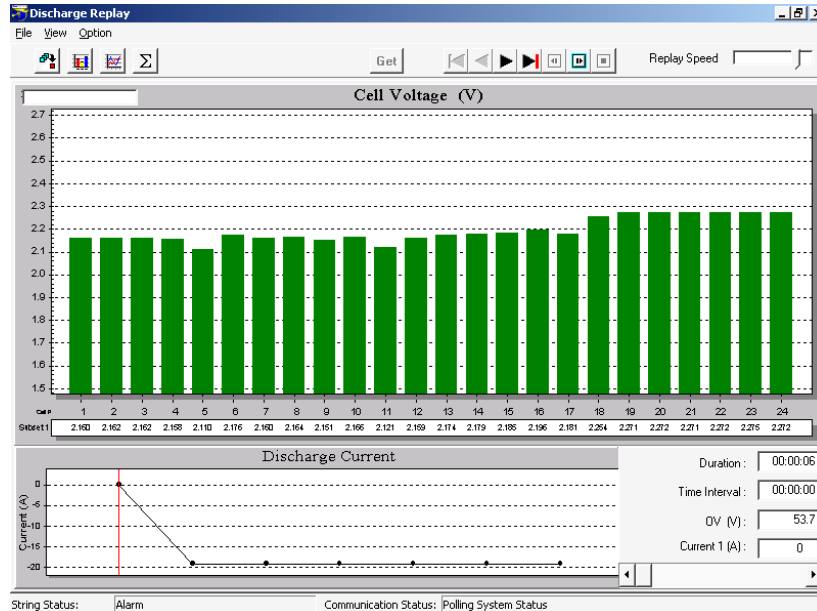 Discharge Replay
File View Option
Σ Get Replay Speed
Cell Voltage (V)
2.7
2.6
2.5
2.4
2.3
2.2
2.1
2.0
1.9
1.8
1.7
1.6
1.5
1 2 3 4 5 6 7 8 9 10 11 12 13 14 15 16 17 18 19 20 21 22 23 24
2.160 2.162 2.162 2.158 2.110 2.176 2.160 2.164 2.151 2.166 2.121 2.159 2.174 2.179 2.185 2.196 2.181 2.254 2.271 2.272 2.271 2.272 2.275 2.272
Discharge Current
Current (A)
0
-5
-10
-15
-20
Duration : 00:00:06
Time Interval : 00:00:00
OV (V) : 53.7
Current 1 (A) : 0
String Status: Alarm Communication Status: Polling System Status